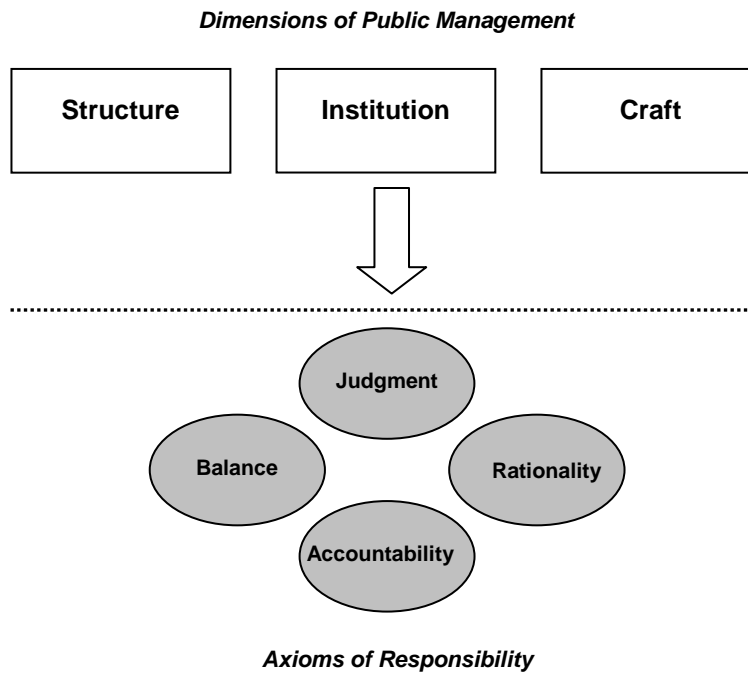 Dimensions of Public Management
Structure
Institution
Craft
Judgment
Balance
Rationality
Accountability
Axioms of Responsibility